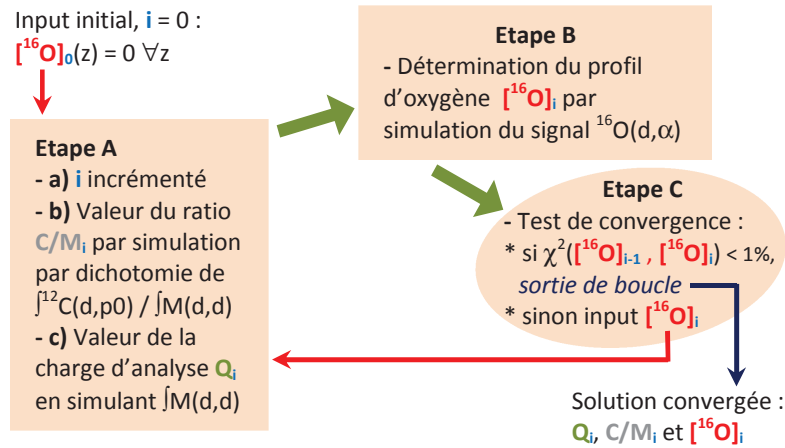 Input initial, i = 0 :
[¹⁶O]₀(z) = 0 ∀z
Etape A
- a) i incrémenté
- b) Valeur du ratio
C/Mᵢ par simulation
par dichotomie de
∫¹²C(d,p0) / ∫M(d,d)
- c) Valeur de la
charge d’analyse Qᵢ
en simulant ∫M(d,d)
Etape B
- Détermination du profil
d’oxygène [¹⁶O]ᵢ par
simulation du signal ¹⁶O(d,α)
Etape C
- Test de convergence :
* si χ²([¹⁶O]ᵢ₋₁ , [¹⁶O]ᵢ) < 1%,
sortie de boucle
* sinon input [¹⁶O]ᵢ
Solution convergée :
Qᵢ, C/Mᵢ et [¹⁶O]ᵢ